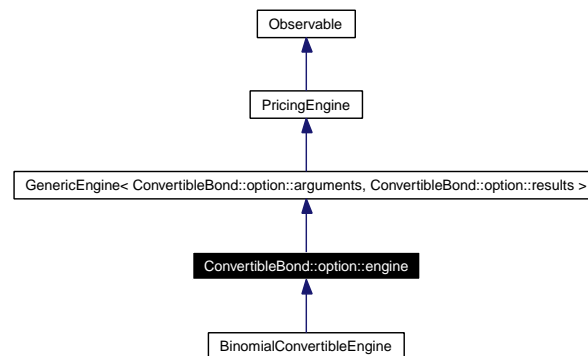 Observable
PricingEngine
GenericEngine< ConvertibleBond::option::arguments, ConvertibleBond::option::results >
ConvertibleBond::option::engine
BinomialConvertibleEngine